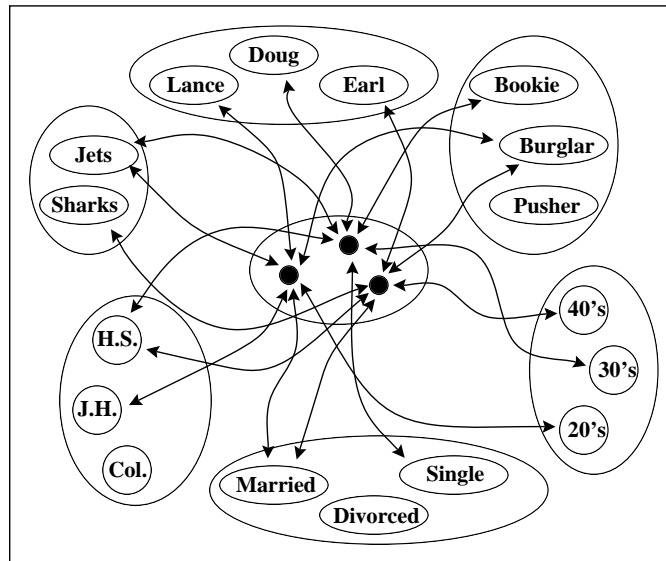 Doug
Lance
Earl
Bookie
Jets
Burglar
Sharks
Pusher
40's
H.S.
30's
J.H.
20's
Col.
Married
Single
Divorced